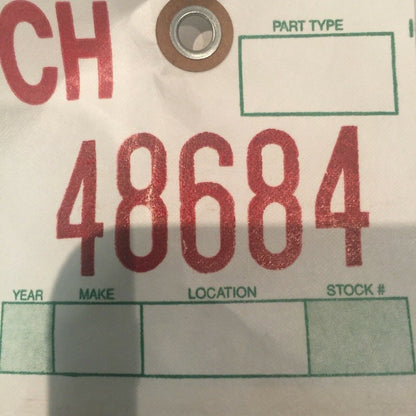 CH
PART TYPE
48684
YEAR MAKE LOCATION STOCK #